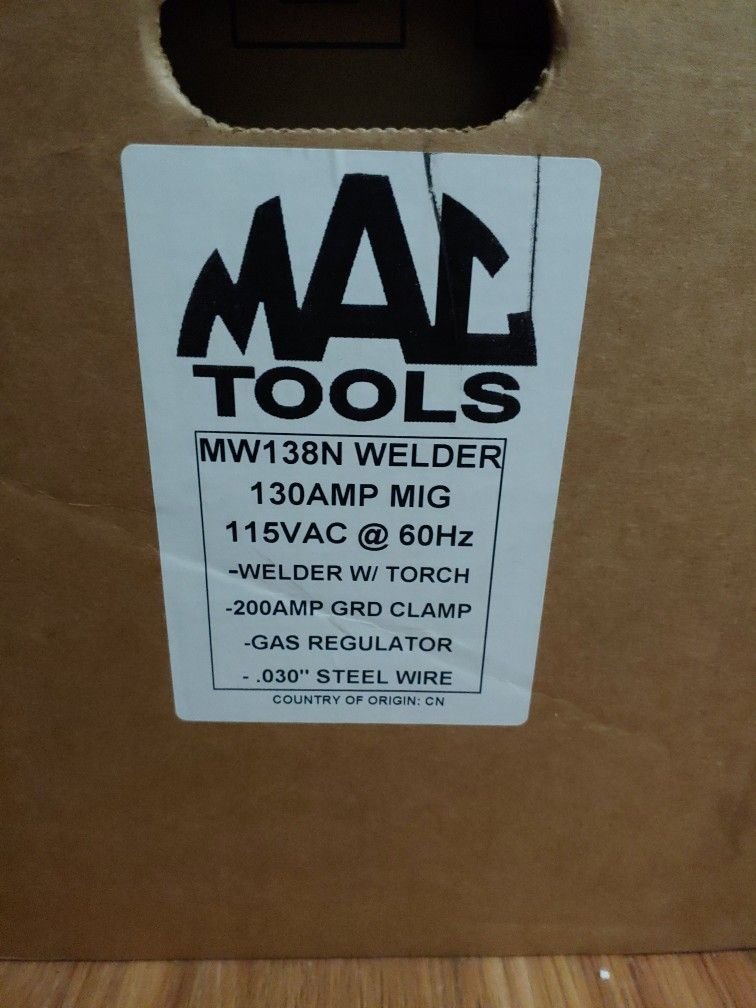 MAC
TOOLS
MW138N WELDER
130AMP MIG
115VAC @ 60Hz
-WELDER W/ TORCH
-200AMP GRD CLAMP
-GAS REGULATOR
- .030" STEEL WIRE
COUNTRY OF ORIGIN: CN